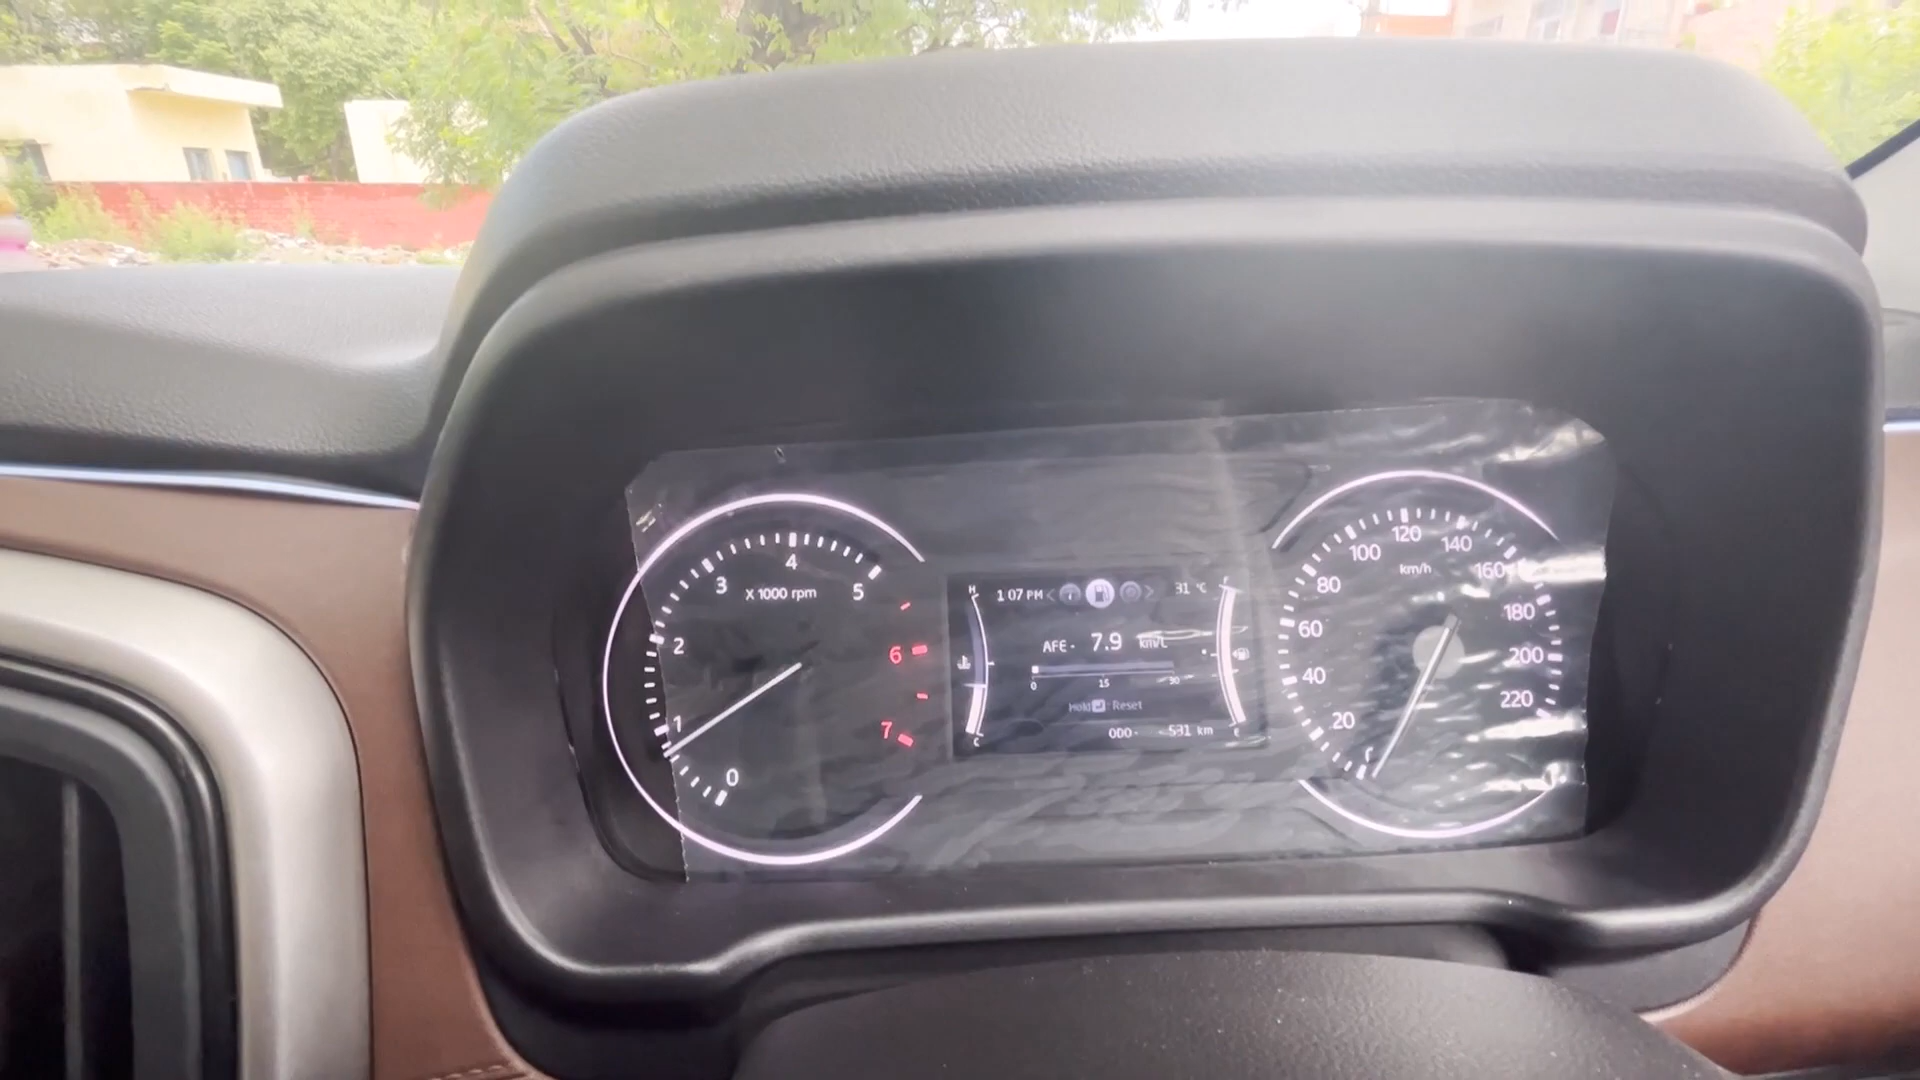 0
1
2
3
4
5
6
7
X 1000 rpm
H
C
1:07 PM
31 °C
AFE - 7.9 km/L
0 15 30
Hold : Reset
ODO - 531 km
F
E
20
40
60
80
100
120
140
160
180
200
220
km/h